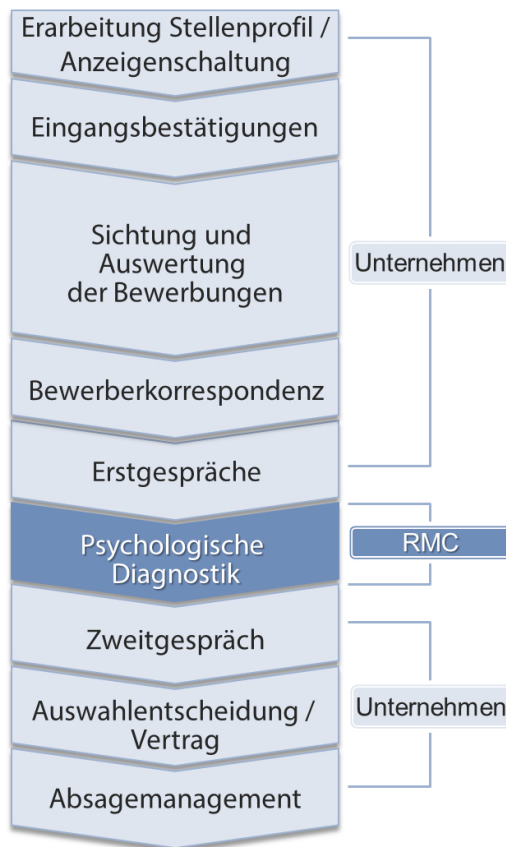 Erarbeitung Stellenprofil /
Anzeigenschaltung
Eingangsbestätigungen
Sichtung und
Auswertung
der Bewerbungen
Unternehmen
Bewerberkorrespondenz
Erstgespräche
Psychologische
Diagnostik
RMC
Zweitgespräch
Auswahlentscheidung /
Vertrag
Unternehmen
Absagemanagement